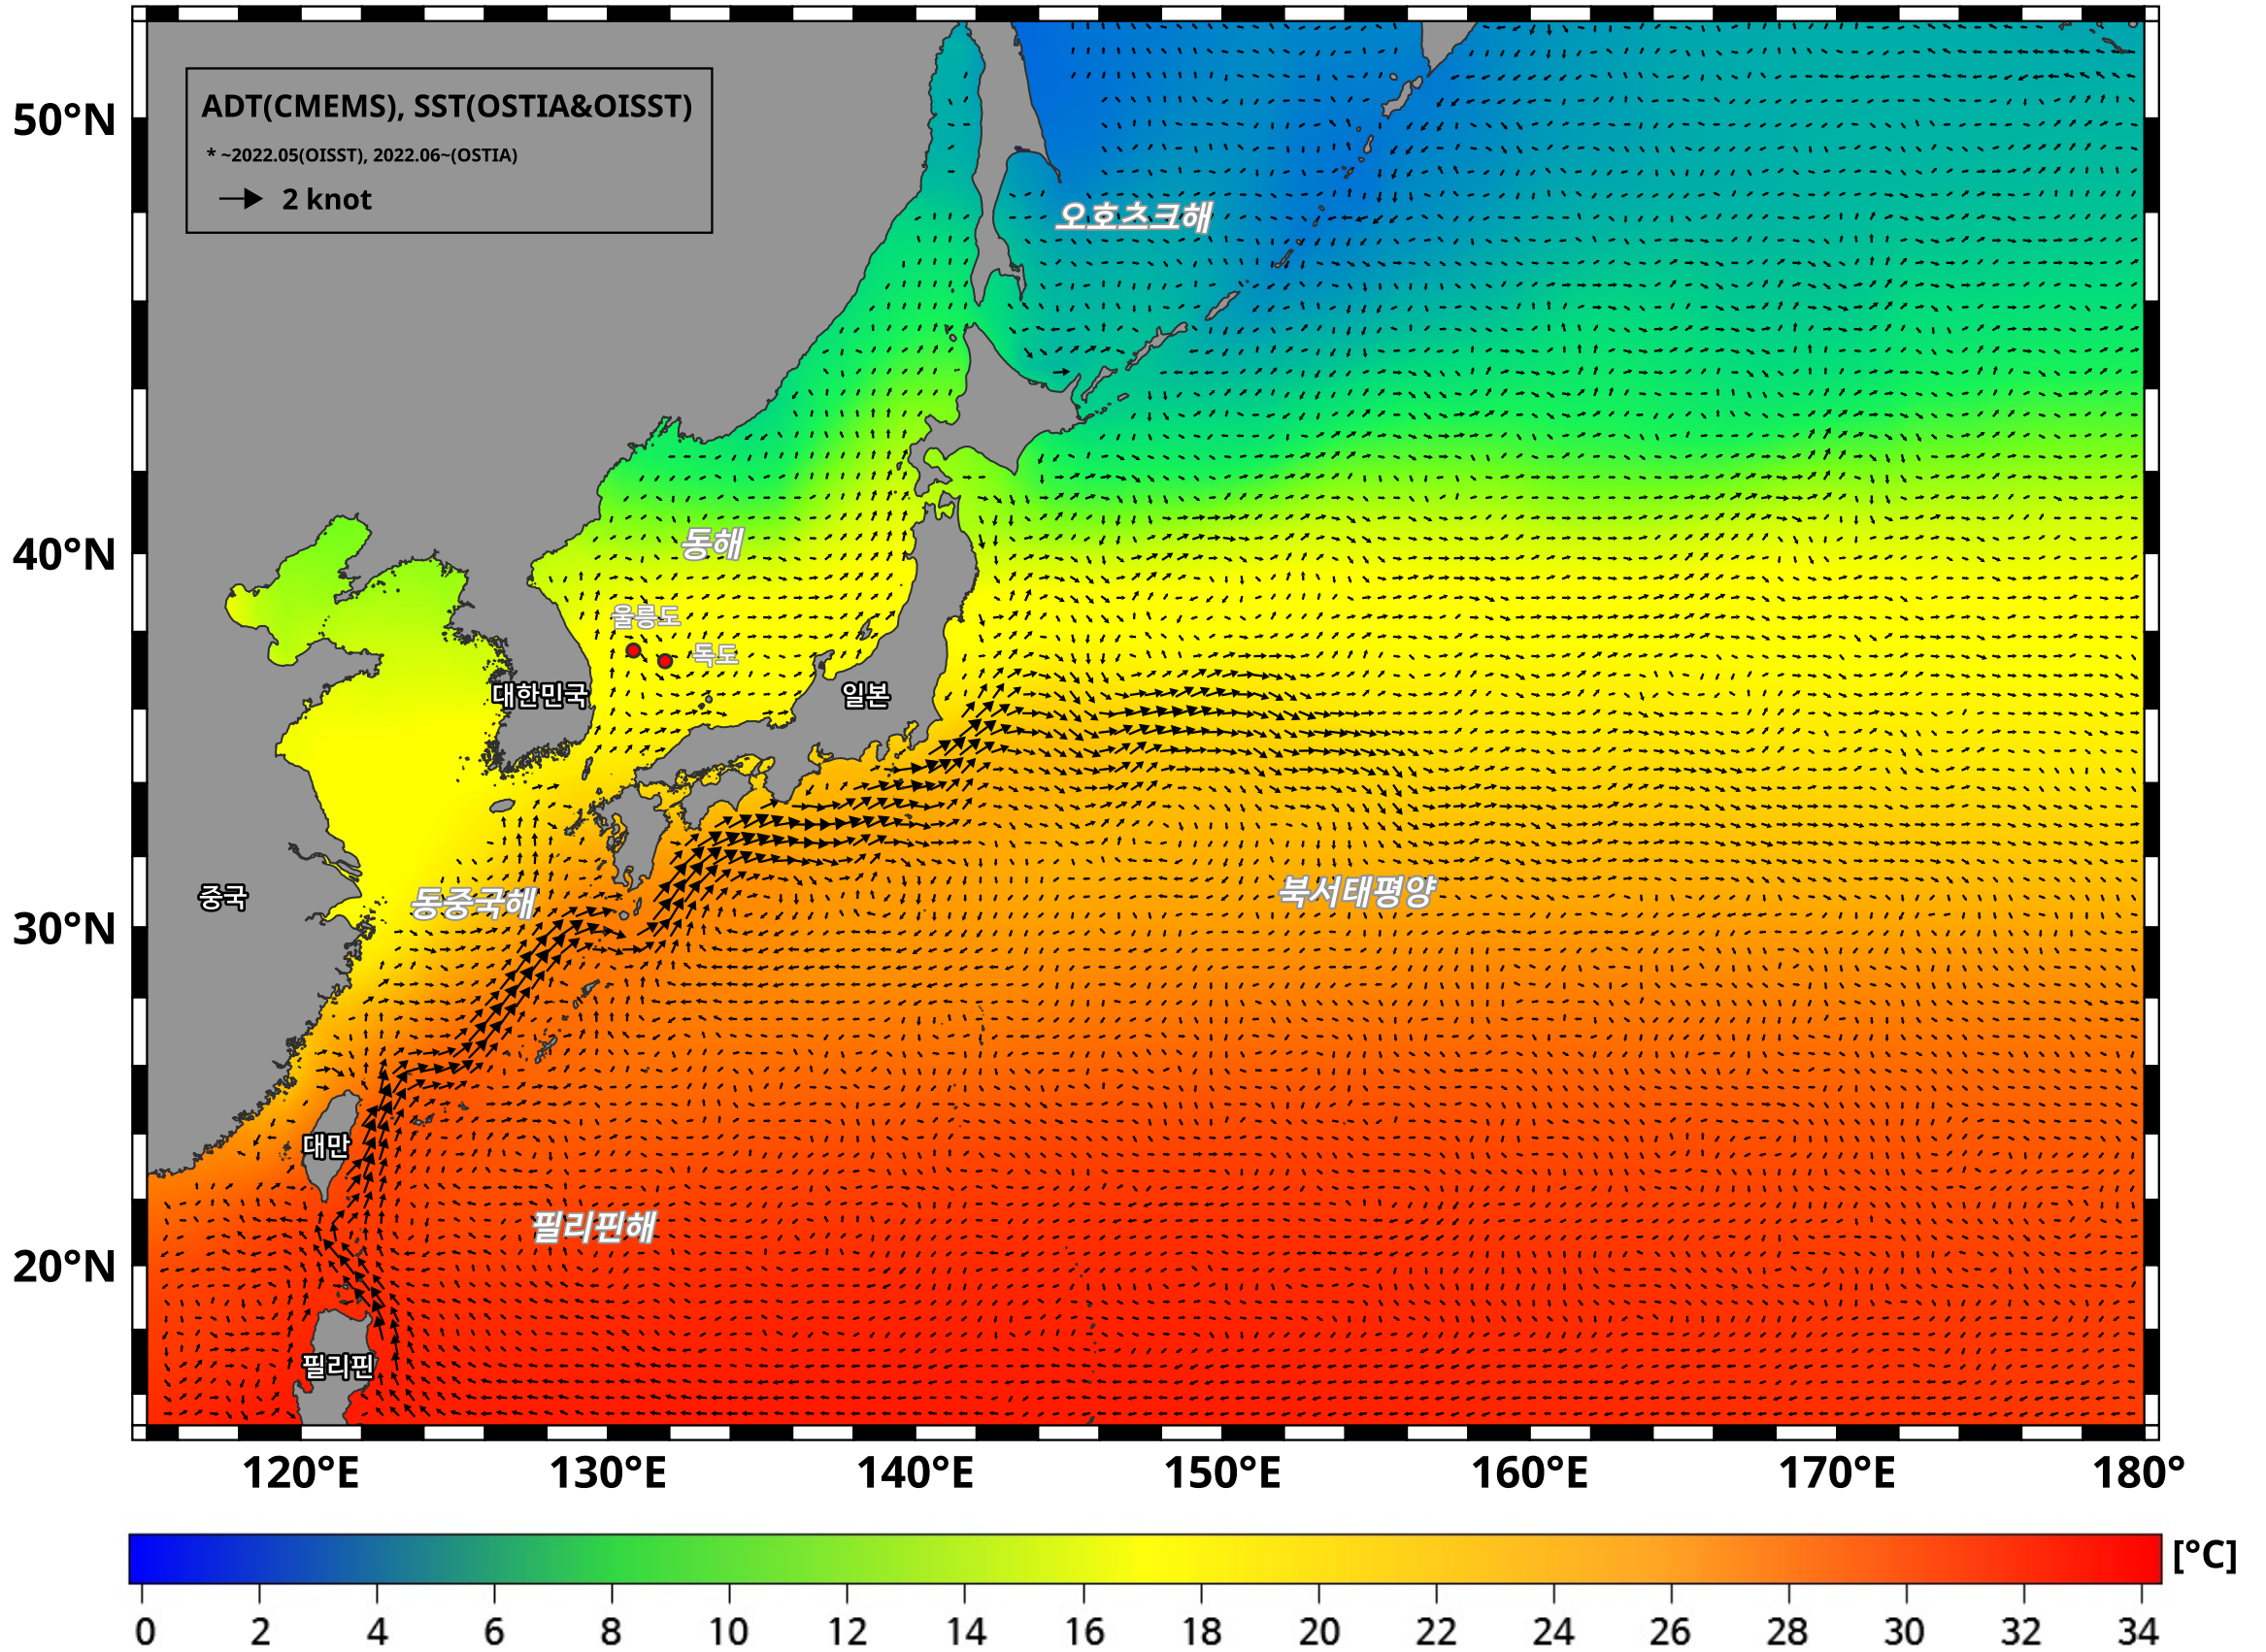 ADT(CMEMS), SST(OSTIA&OISST)
* ~2022.05(OISST), 2022.06~(OSTIA)
2 knot
50°N
오호츠크해
40°N
동해
울릉도
독도
대한민국
일본
중국
동중국해
북서태평양
30°N
대만
필리핀해
20°N
필리핀
120°E 130°E 140°E 150°E 160°E 170°E 180°
[°C]
0 2 4 6 8 10 12 14 16 18 20 22 24 26 28 30 32 34